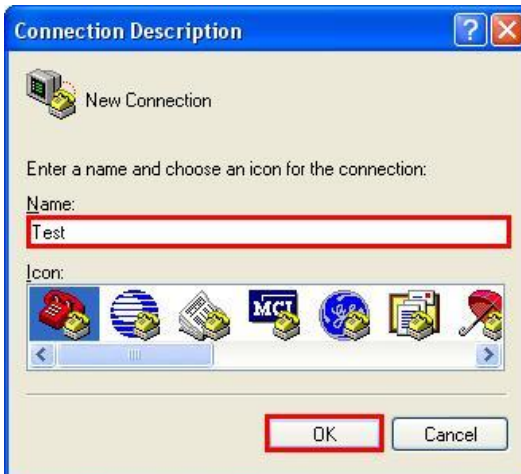 Connection Description
New Connection
Enter a name and choose an icon for the connection:
Name:
Test
Icon:
MCI
OK
Cancel